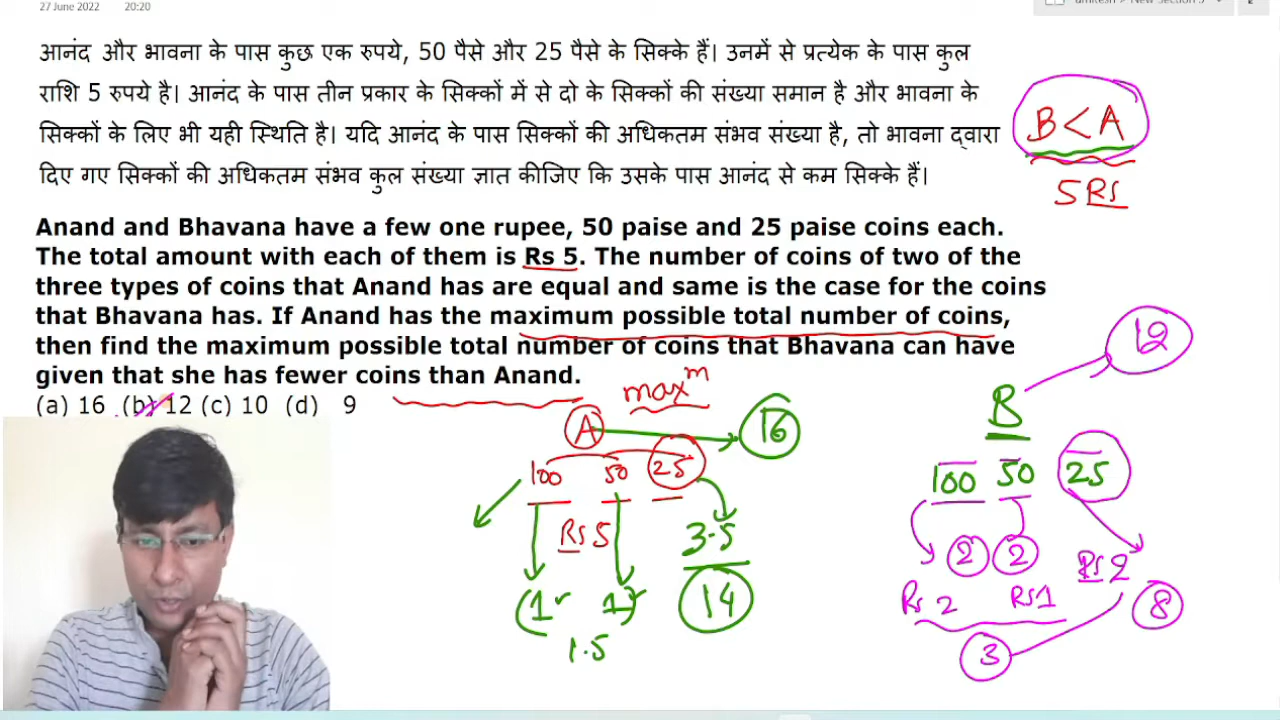 27 June 2022 20:20
आनंद और भावना के पास कुछ एक रुपये, 50 पैसे और 25 पैसे के सिक्के हैं। उनमें से प्रत्येक के पास कुल
राशि 5 रुपये है। आनंद के पास तीन प्रकार के सिक्कों में से दो के सिक्कों की संख्या समान है और भावना के
सिक्कों के लिए भी यही स्थिति है। यदि आनंद के पास सिक्कों की अधिकतम संभव संख्या है, तो भावना द्वारा
दिए गए सिक्कों की अधिकतम संभव कुल संख्या ज्ञात कीजिए कि उसके पास आनंद से कम सिक्के हैं।
B < A
5 Rs
Anand and Bhavana have a few one rupee, 50 paise and 25 paise coins each.
The total amount with each of them is Rs 5. The number of coins of two of the
three types of coins that Anand has are equal and same is the case for the coins
that Bhavana has. If Anand has the maximum possible total number of coins,
then find the maximum possible total number of coins that Bhavana can have
given that she has fewer coins than Anand.
(a) 16 (b) 12 (c) 10 (d) 9
max^m
A 16
100 50 25
Rs 5
3.5
(1 1)
14
1.5
12
B
100 50 25
2 2 Rs 2
Rs 2 Rs 1 8
3